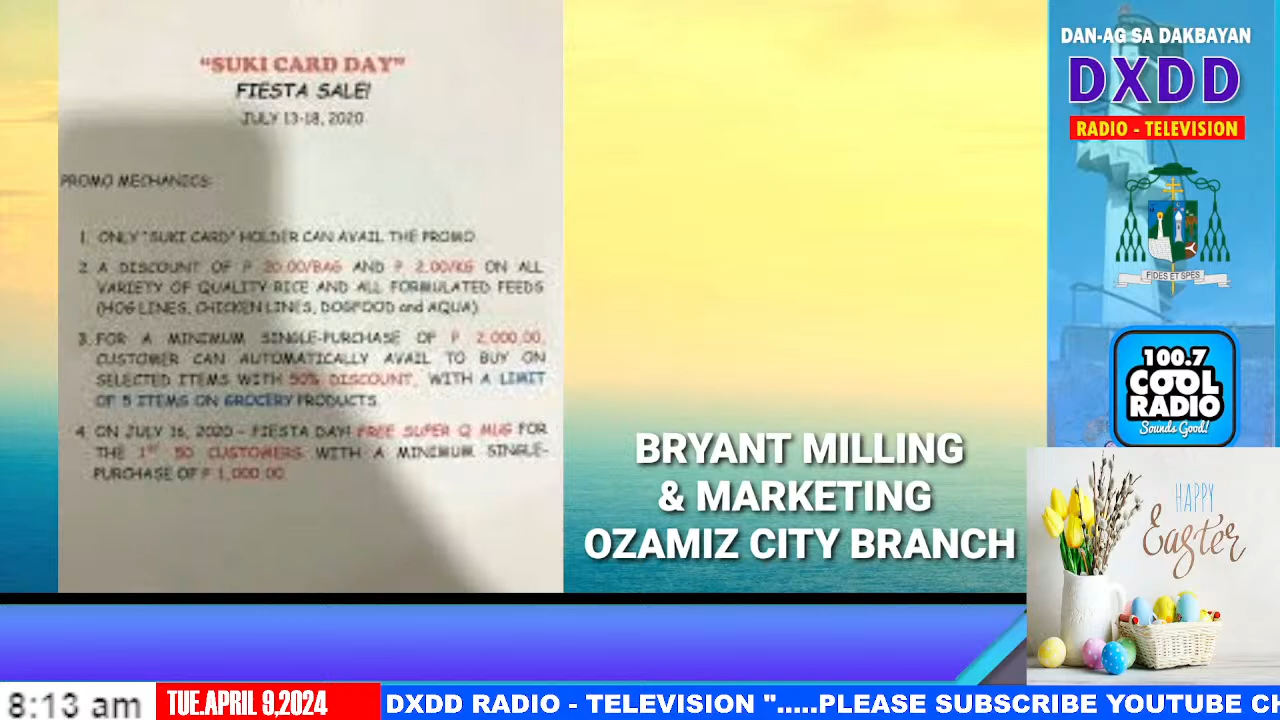 "SUKI CARD DAY"
FIESTA SALE!
JULY 13-18, 2020
PROMO MECHANICS:
1. ONLY "SUKI CARD" HOLDER CAN AVAIL THE PROMO.
2. A DISCOUNT OF P 20.00/BAG AND P 2.00/KG ON ALL
VARIETY OF QUALITY RICE AND ALL FORMULATED FEEDS
(HOG LINES, CHICKEN LINES, DOGFOOD and AQUA)
3. FOR A MINIMUM SINGLE-PURCHASE OF P 2,000.00,
CUSTOMER CAN AUTOMATICALLY AVAIL TO BUY ON
SELECTED ITEMS WITH 50% DISCOUNT, WITH A LIMIT
OF 5 ITEMS ON GROCERY PRODUCTS.
4. ON JULY 16, 2020 - FIESTA DAY! FREE SUPER Q MUG FOR
THE 1ST 50 CUSTOMERS WITH A MINIMUM SINGLE-
PURCHASE OF P 1,000.00
BRYANT MILLING
& MARKETING
OZAMIZ CITY BRANCH
DAN-AG SA DAKBAYAN
DXDD
RADIO - TELEVISION
FIDES ET SPES
100.7
COOL
RADIO
Sounds Good!
HAPPY
Easter
8:13 am
TUE.APRIL 9,2024
DXDD RADIO - TELEVISION ".....PLEASE SUBSCRIBE YOUTUBE CH